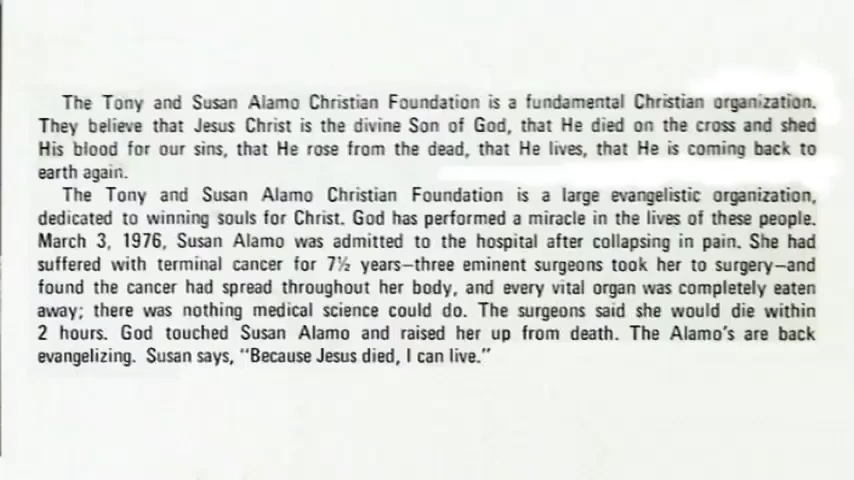 The Tony and Susan Alamo Christian Foundation is a fundamental Christian organization.
They believe that Jesus Christ is the divine Son of God, that He died on the cross and shed
His blood for our sins, that He rose from the dead, that He lives, that He is coming back to
earth again.
The Tony and Susan Alamo Christian Foundation is a large evangelistic organization,
dedicated to winning souls for Christ. God has performed a miracle in the lives of these people.
March 3, 1976, Susan Alamo was admitted to the hospital after collapsing in pain. She had
suffered with terminal cancer for 7½ years—three eminent surgeons took her to surgery—and
found the cancer had spread throughout her body, and every vital organ was completely eaten
away; there was nothing medical science could do. The surgeons said she would die within
2 hours. God touched Susan Alamo and raised her up from death. The Alamo's are back
evangelizing. Susan says, "Because Jesus died, I can live."